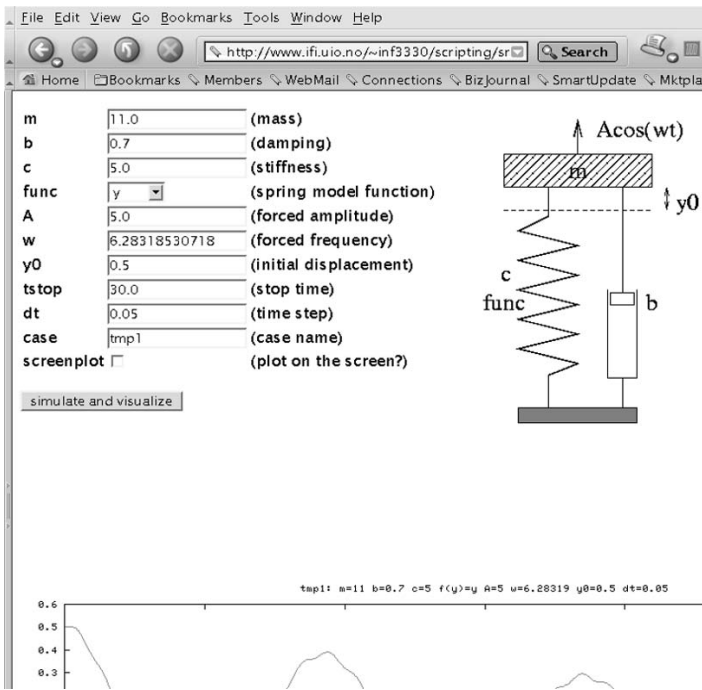 File Edit View Go Bookmarks Tools Window Help
http://www.ifi.uio.no/~inf3330/scripting/sr Search
Home Bookmarks Members WebMail Connections BizJournal SmartUpdate Mktpla
m 11.0 (mass)
b 0.7 (damping)
c 5.0 (stiffness)
func y (spring model function)
A 5.0 (forced amplitude)
w 6.28318530718 (forced frequency)
y0 0.5 (initial displacement)
tstop 30.0 (stop time)
dt 0.05 (time step)
case tmp1 (case name)
screenplot (plot on the screen?)
simulate and visualize
Acos(wt)
m
y0
c
func
b
tmp1: m=11 b=0.7 c=5 f(y)=y A=5 w=6.28319 y0=0.5 dt=0.05
0.6
0.5
0.4
0.3